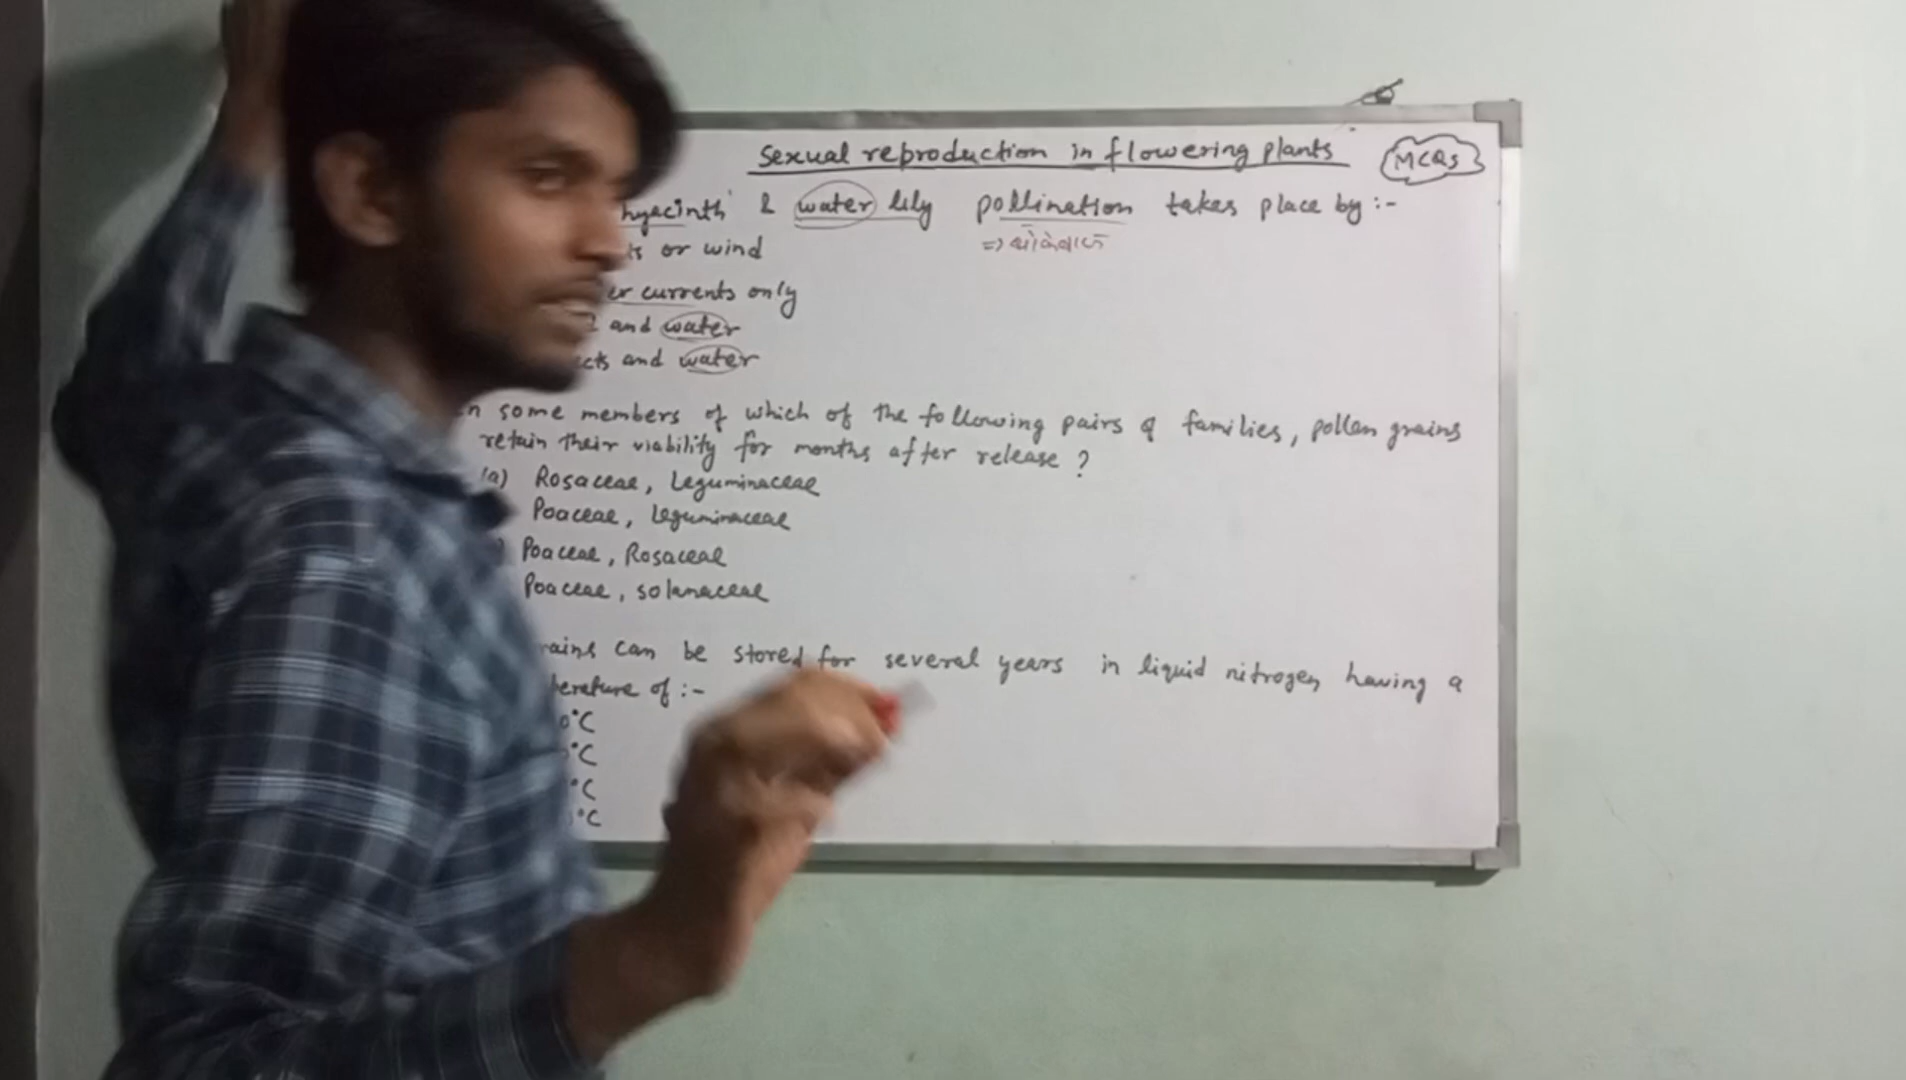 Sexual reproduction in flowering plants
MCQs
hyacinth & water lily pollination takes place by :-
ts or wind
er currents only
and water
cts and water
n some members of which of the following pairs of families, pollen grains
retain their viability for months after release ?
(a) Rosaceae, Leguminaceae
Poaceae, Leguminaceae
Poaceae, Rosaceae
Poaceae, solanaceae
rains can be stored for several years in liquid nitrogen having a
perature of :-
0°C
°C
°C
°C